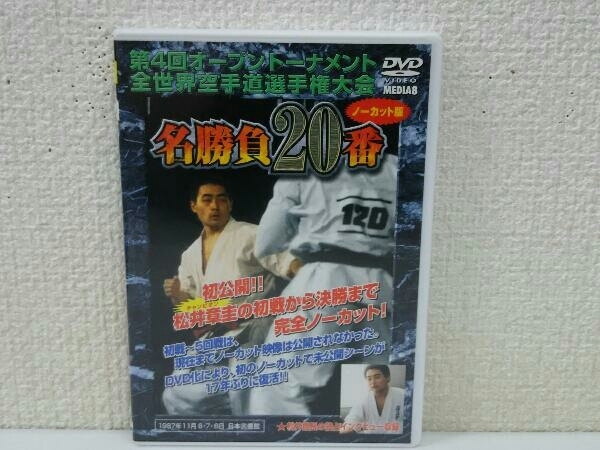 第4回オープントーナメント
全世界空手道選手権大会
DVD
VIDEO
MEDIA8
ノーカット版
名勝負20番
120
初公開!!
チャンピオン
松井章圭の初戦から決勝まで
完全ノーカット!
初戦〜5回戦は、
現在までノーカット映像は公開されなかった。
DVD化により、初のノーカットで未公開シーンが
17年ぶりに復活!!
1987年11月6・7・8日 日本武道館